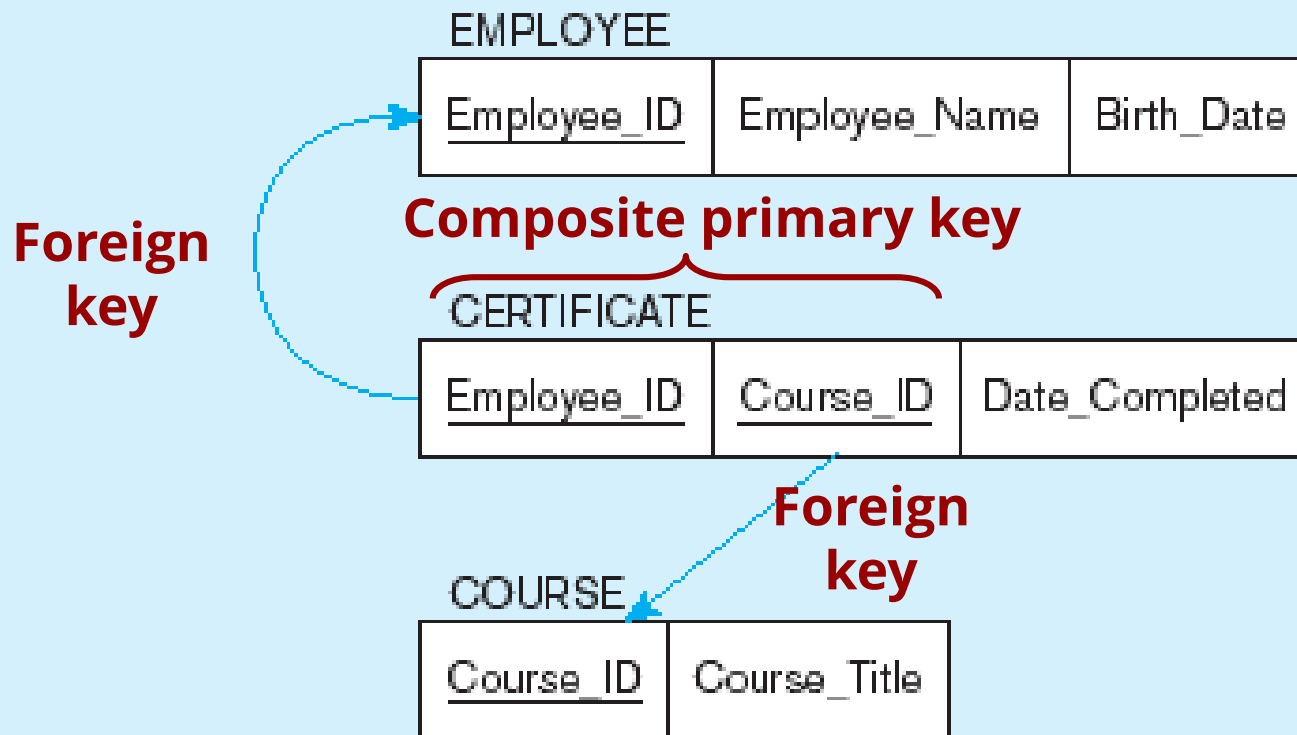 EMPLOYEE
Employee_ID Employee_Name Birth_Date
Composite primary key
Foreign
key
CERTIFICATE
Employee_ID Course_ID Date_Completed
Foreign
key
COURSE
Course_ID Course_Title